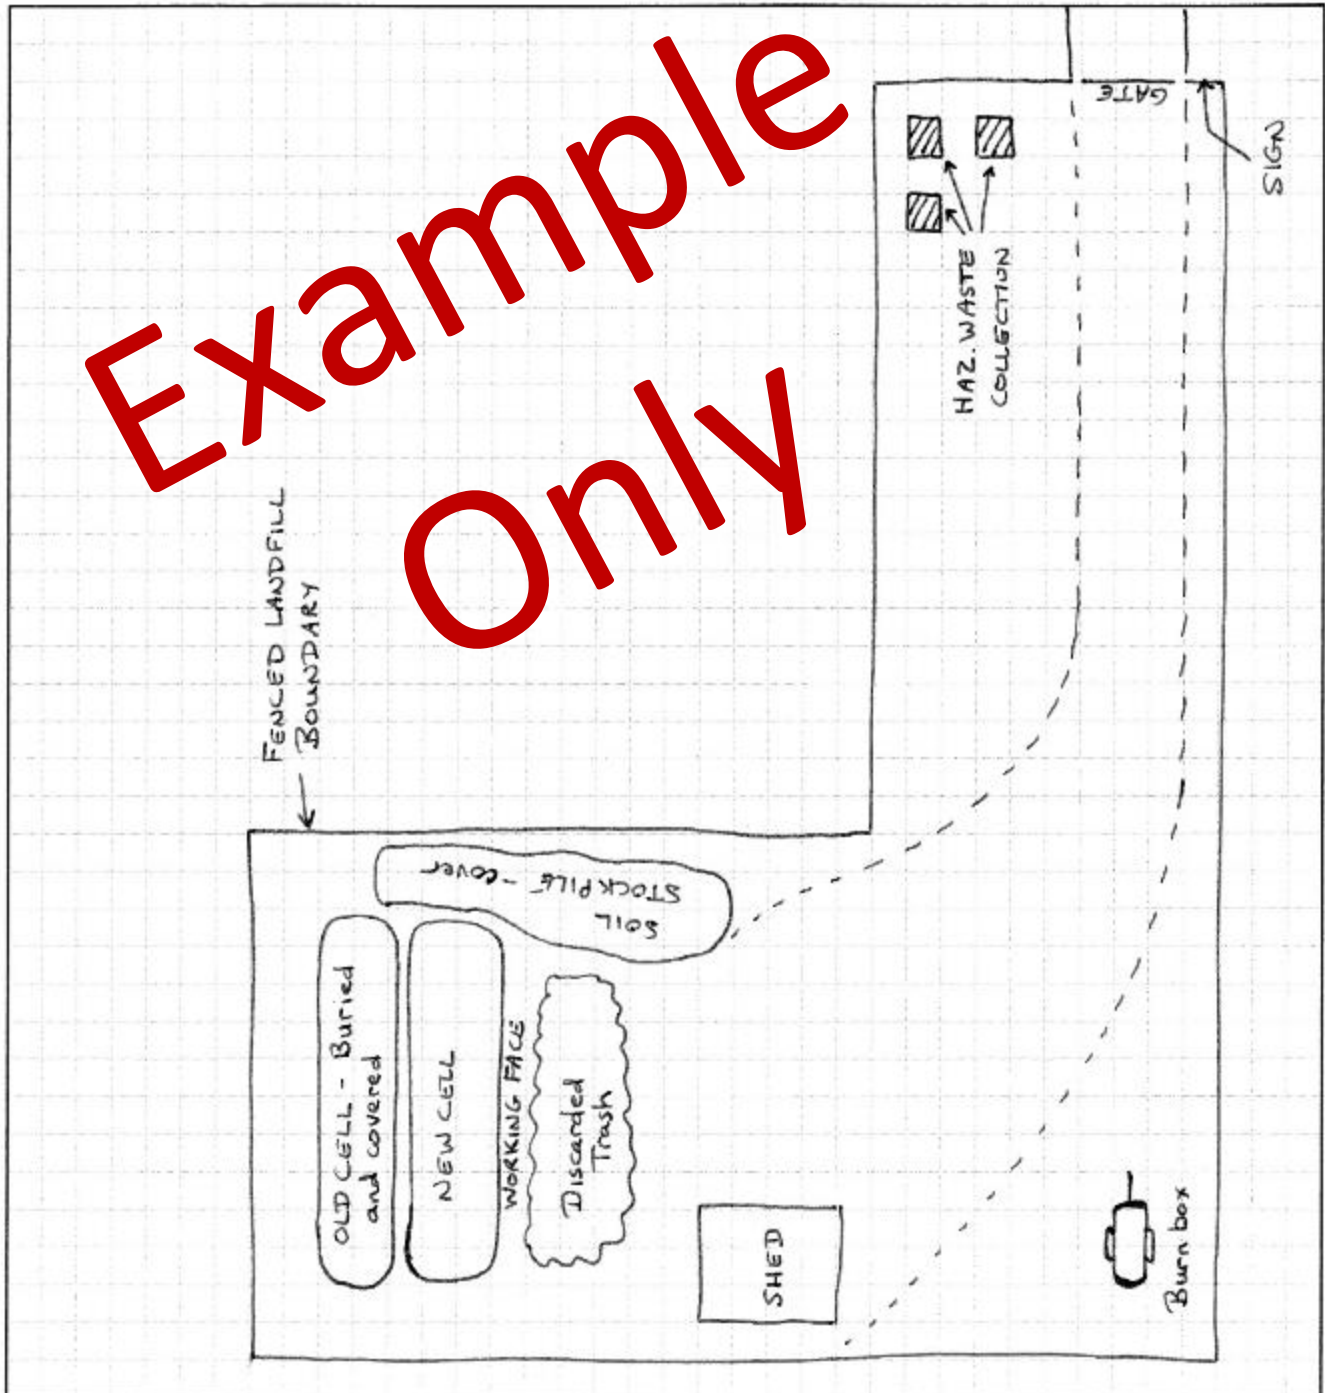 Example
Only
GATE
SIGN
HAZ. WASTE
COLLECTION
FENCED LANDFILL
BOUNDARY
SOIL
STOCKPILE - cover
OLD CELL - Buried
and covered
NEW CELL
WORKING FACE
Discarded
Trash
SHED
Burn box